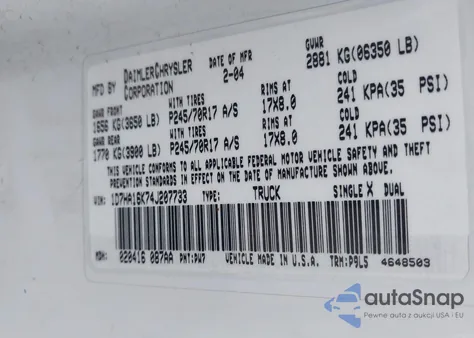 MFD BY DAIMLERCHRYSLER CORPORATION DATE OF MFR 2-04 GVWR 2881 KG(06350 LB)
GAWR FRONT WITH TIRES RIMS AT COLD
1656 KG(3650 LB) P245/70R17 A/S 17X8.0 241 KPA(35 PSI)
GAWR REAR WITH TIRES RIMS AT COLD
1770 KG(3900 LB) P245/70R17 A/S 17X8.0 241 KPA(35 PSI)
THIS VEHICLE CONFORMS TO ALL APPLICABLE FEDERAL MOTOR VEHICLE SAFETY AND THEFT
PREVENTION STANDARDS IN EFFECT ON THE DATE OF MANUFACTURE SHOWN ABOVE.
VIN: 1D7HA16K74J207733 TYPE: TRUCK SINGLE X DUAL
MDH: 020416 087AA PNT: PW7 VEHICLE MADE IN U.S.A. TRM: P9L5 4648503
autoSnap
Pewne auta z aukcji USA i EU